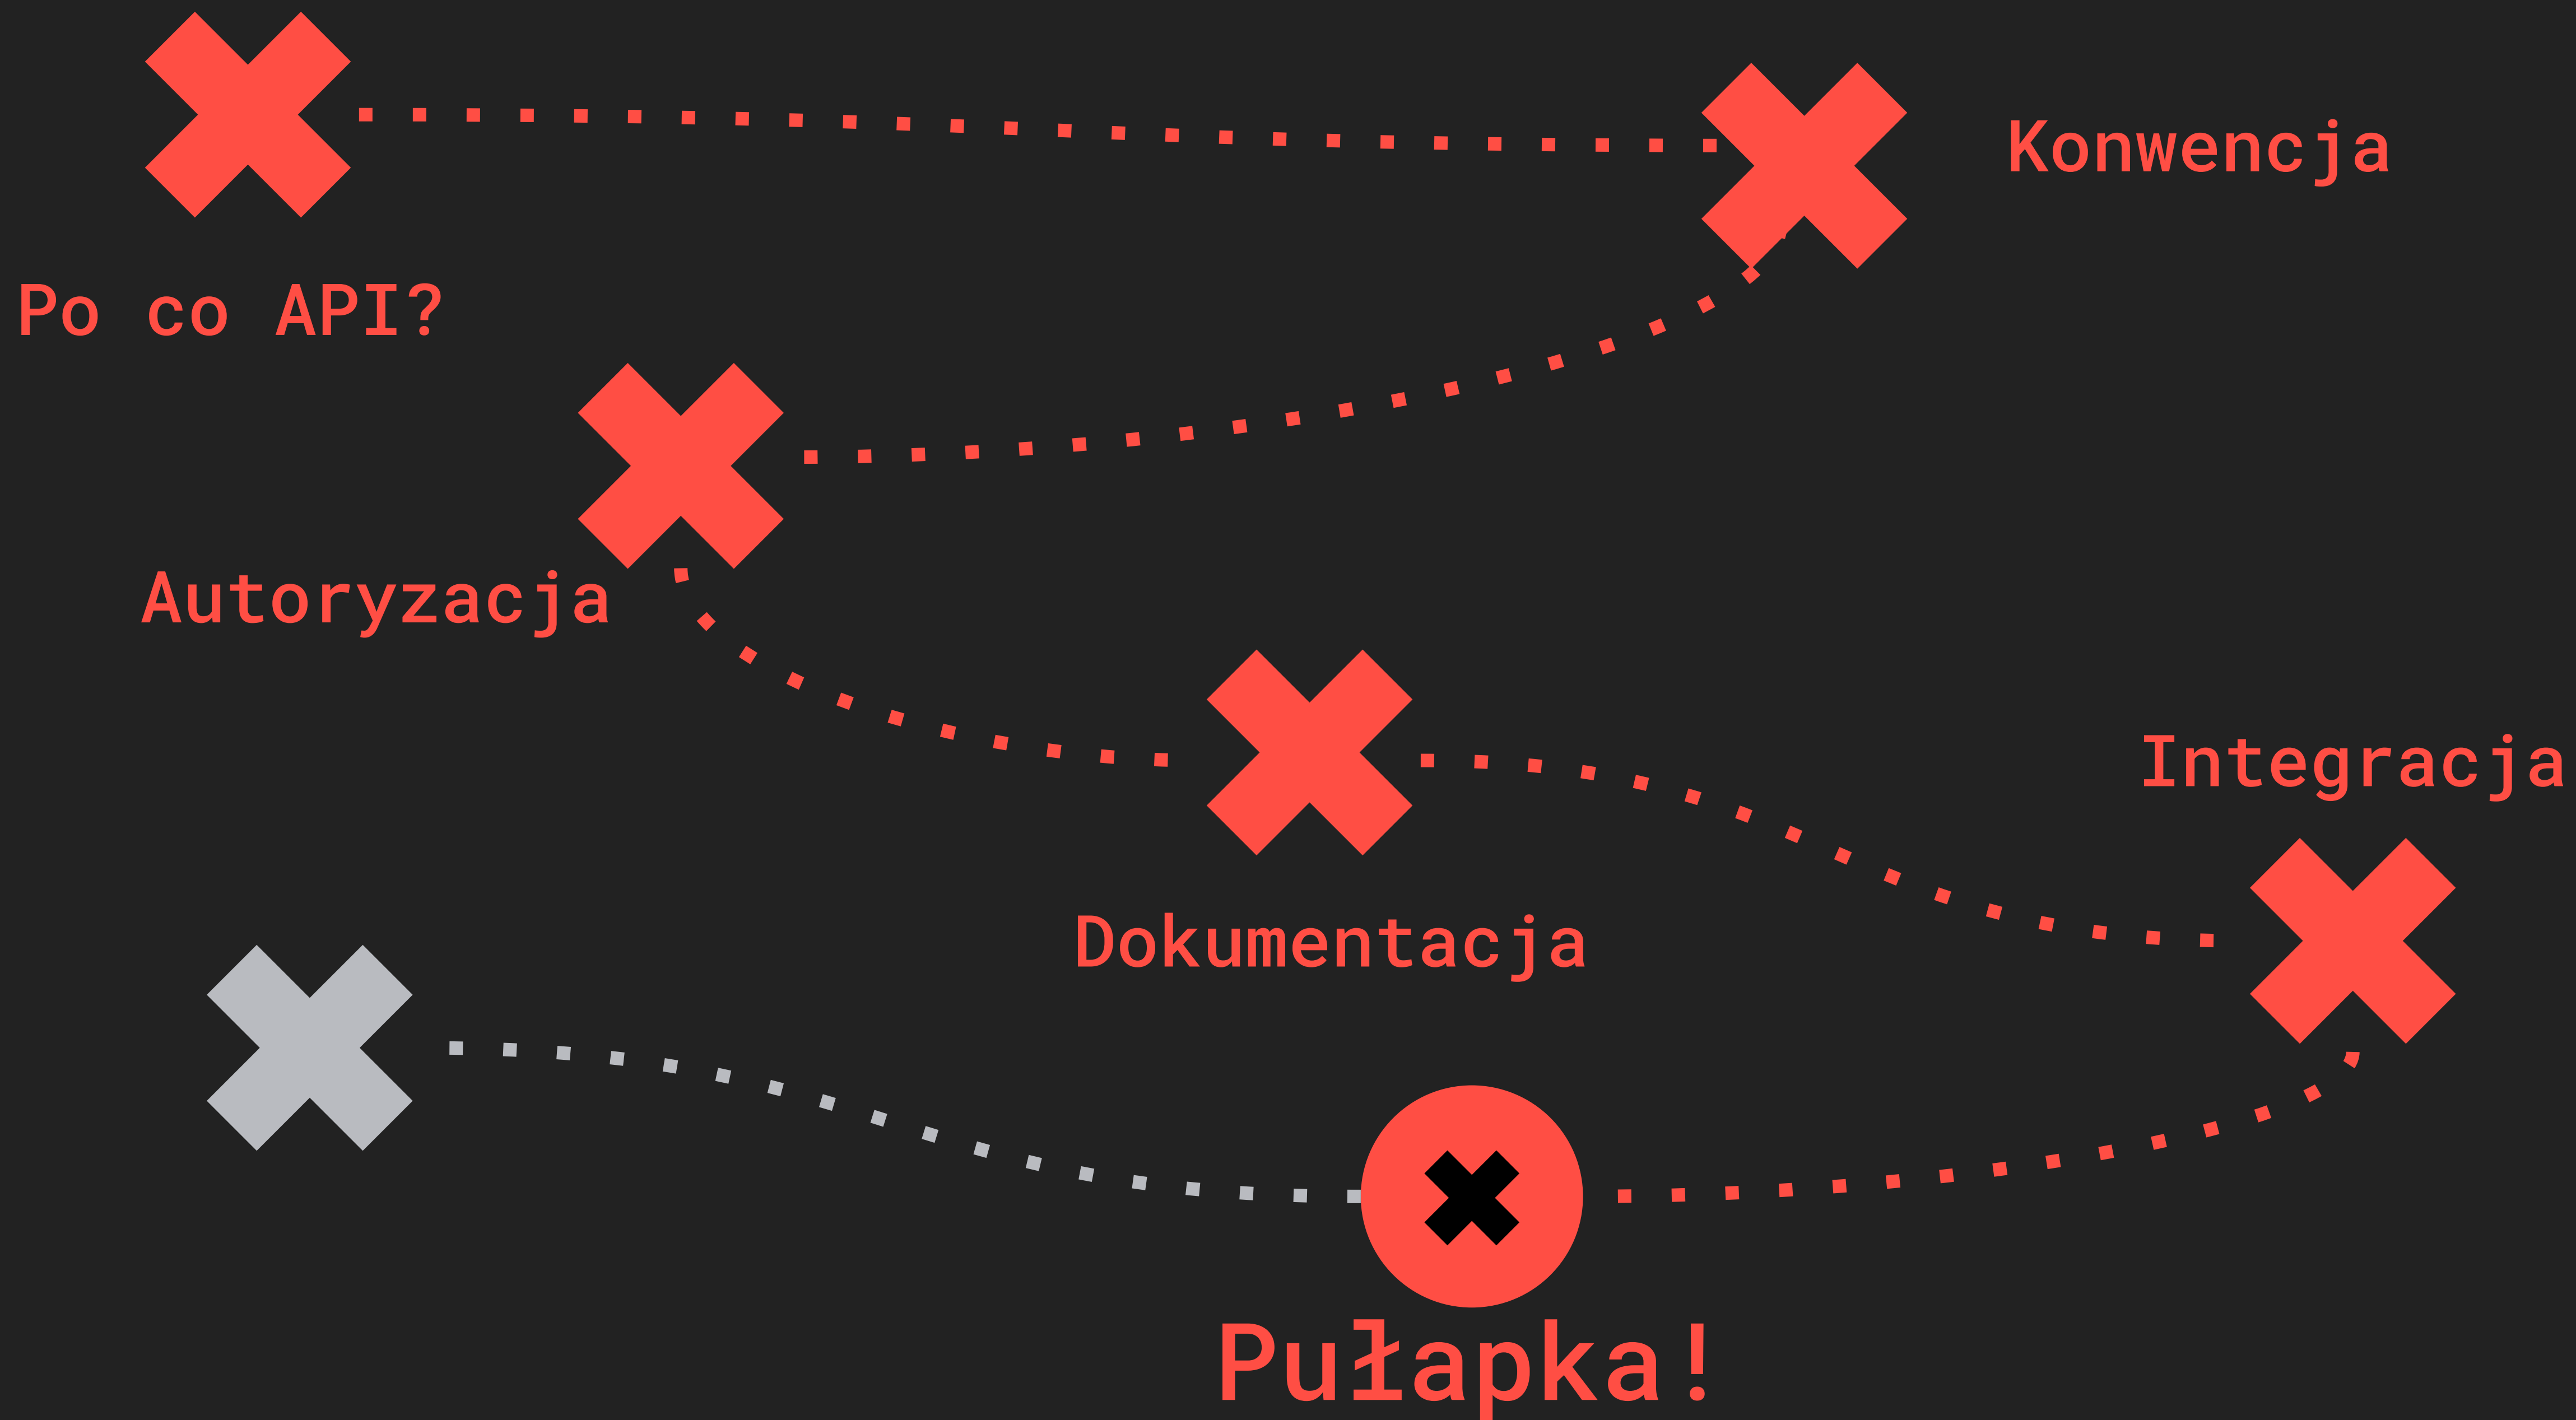 Po co API?
Konwencja
Autoryzacja
Dokumentacja
Integracja
Pułapka!